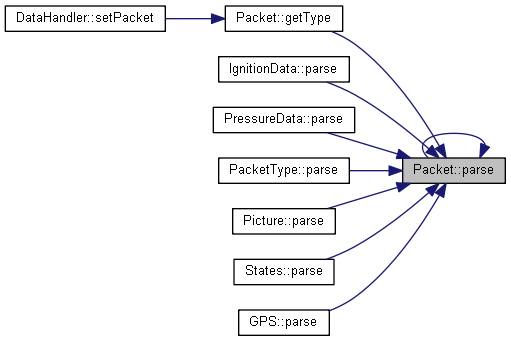 DataHandler::setPacket
Packet::getType
IgnitionData::parse
PressureData::parse
PacketType::parse
Packet::parse
Picture::parse
States::parse
GPS::parse